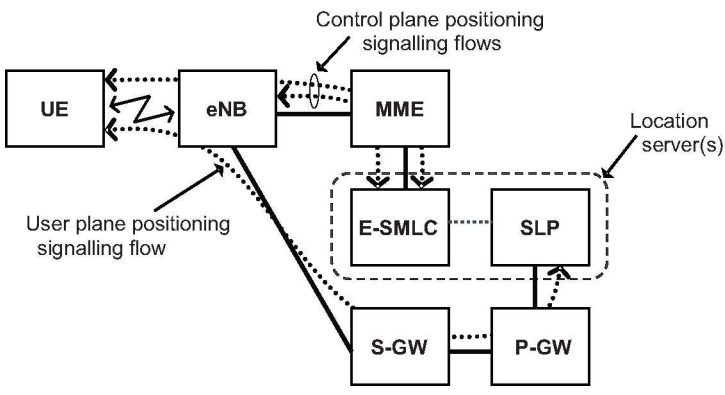 Control plane positioning
signalling flows
UE
eNB
MME
Location
server(s)
User plane positioning
signalling flow
E-SMLC
SLP
S-GW
P-GW